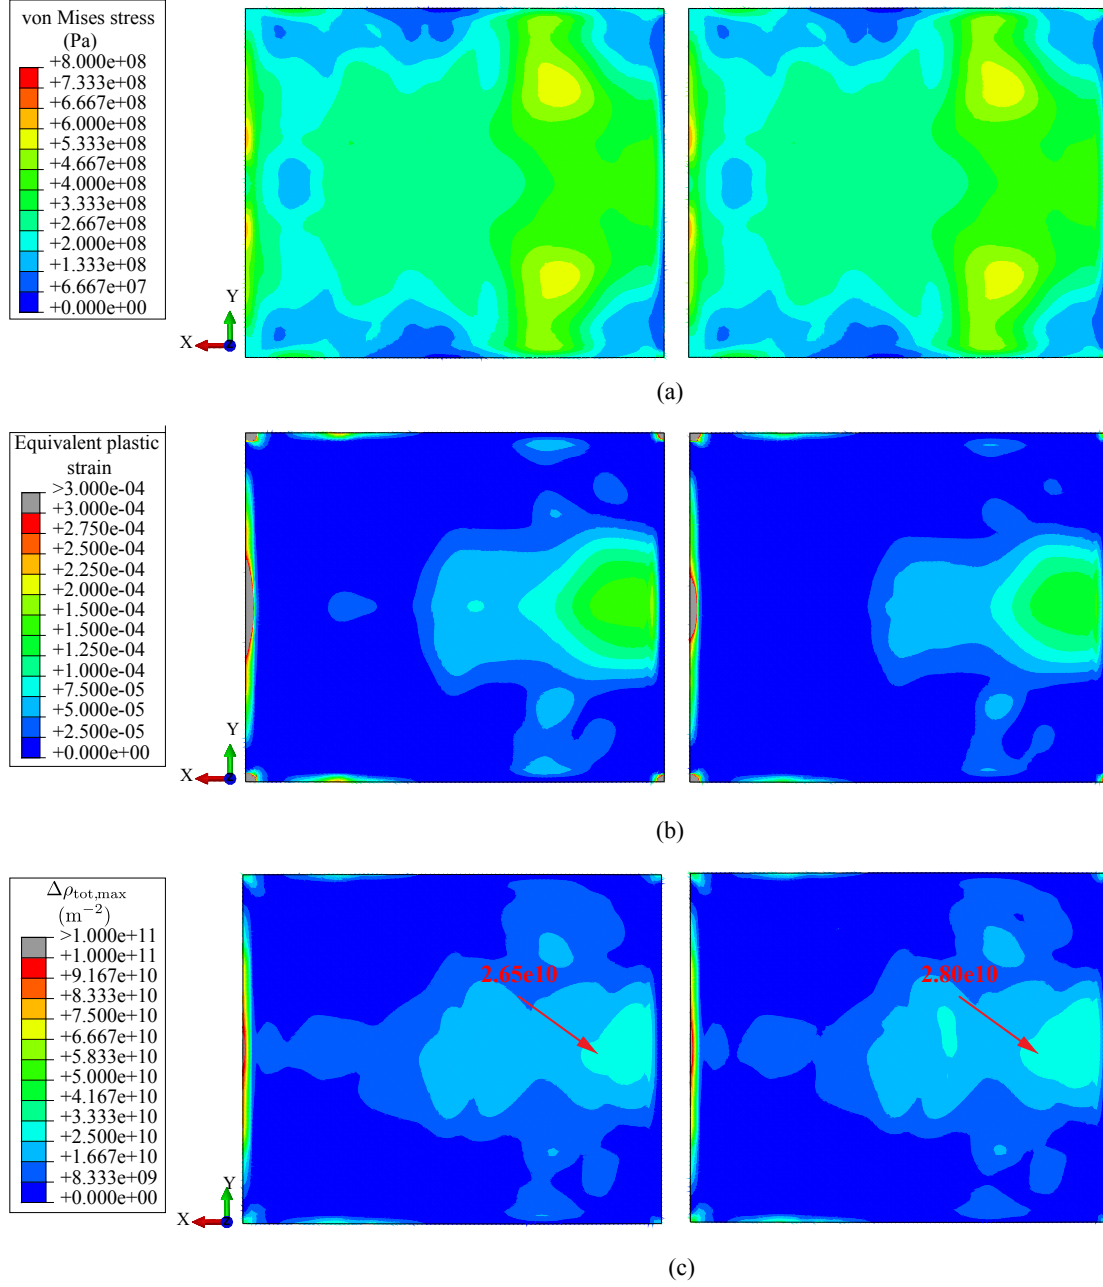 von Mises stress
(Pa)
+8.000e+08
+7.333e+08
+6.667e+08
+6.000e+08
+5.333e+08
+4.667e+08
+4.000e+08
+3.333e+08
+2.667e+08
+2.000e+08
+1.333e+08
+6.667e+07
+0.000e+00
Y
X
Z
(a)
Equivalent plastic
strain
>3.000e-04
+3.000e-04
+2.750e-04
+2.500e-04
+2.250e-04
+2.000e-04
+1.500e-04
+1.500e-04
+1.250e-04
+1.000e-04
+7.500e-05
+5.000e-05
+2.500e-05
+0.000e+00
Y
X
Z
(b)
Δρtot,max
(m⁻²)
>1.000e+11
+1.000e+11
+9.167e+10
+8.333e+10
+7.500e+10
+6.667e+10
+5.833e+10
+5.000e+10
+4.167e+10
+3.333e+10
+2.500e+10
+1.667e+10
+8.333e+09
+0.000e+00
2.65e10
2.80e10
Y
X
Z
(c)